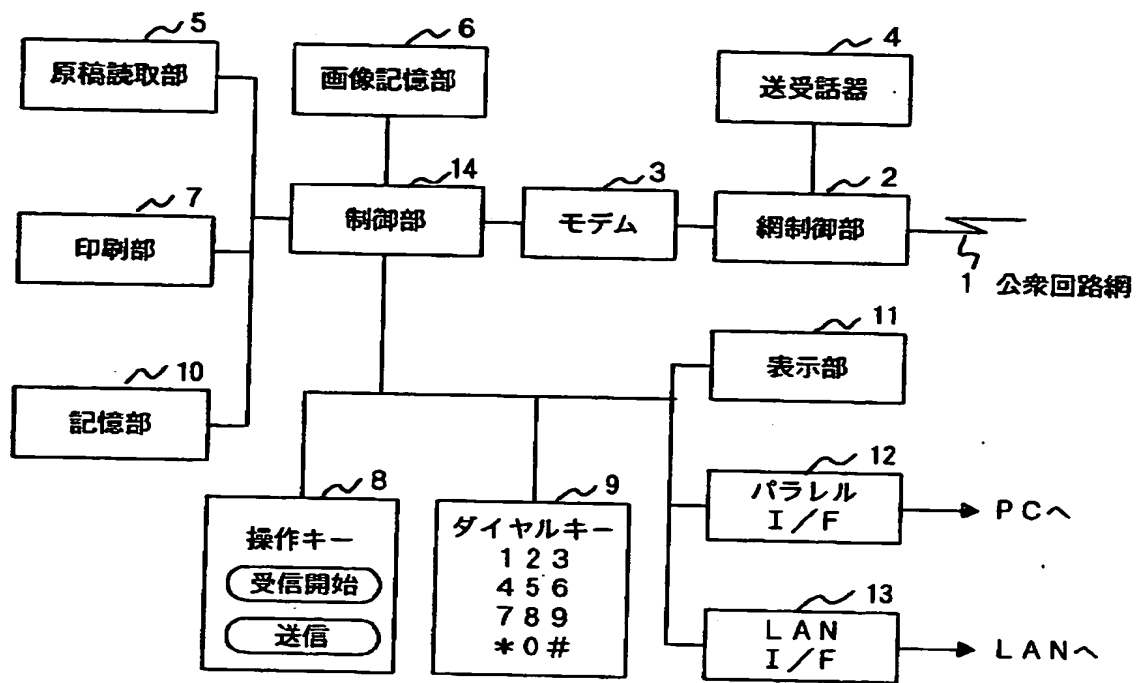 5
原稿読取部
6
画像記憶部
4
送受話器
7
印刷部
14
制御部
3
モデム
2
網制御部
1 公衆回路網
10
記憶部
11
表示部
8
操作キー
受信開始
送信
9
ダイヤルキー
1 2 3
4 5 6
7 8 9
* 0 #
12
パラレル
I/F
PCへ
13
LAN
I/F
LANへ